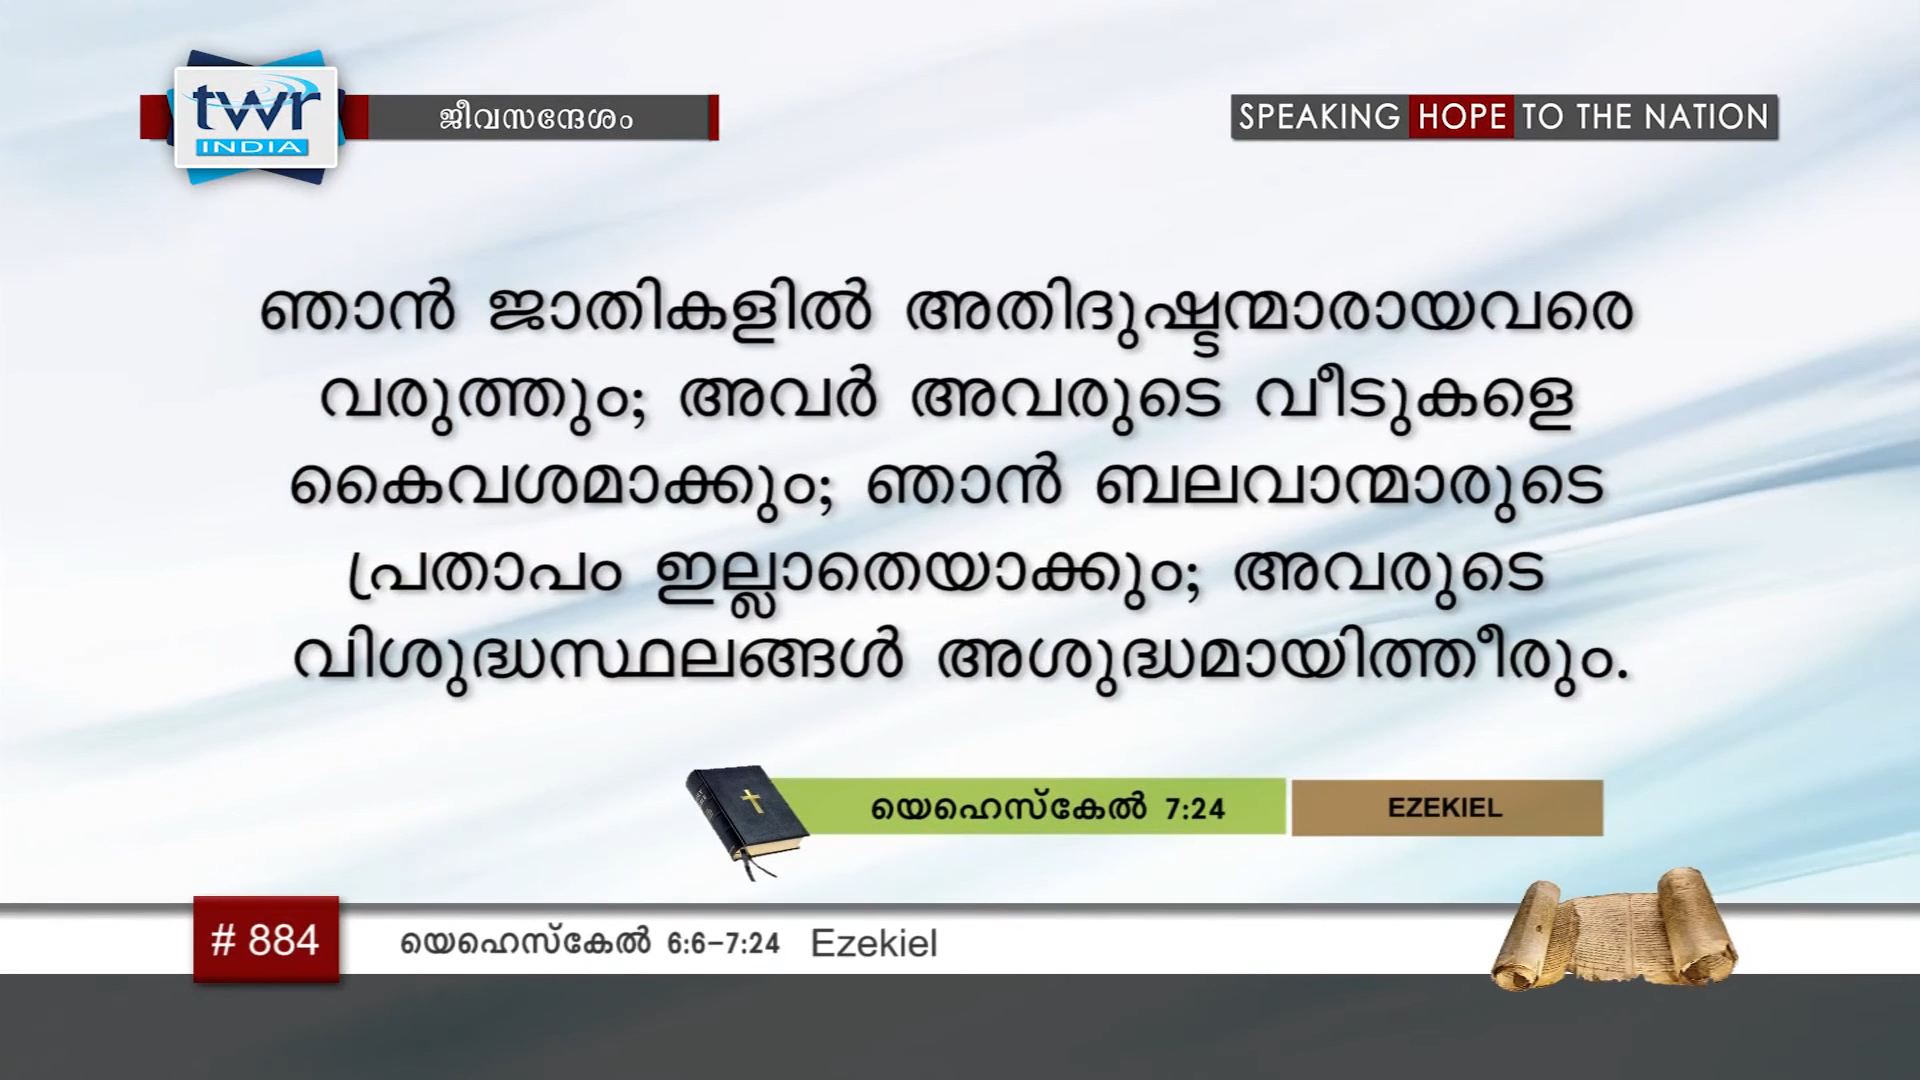 twr
INDIA
ജീവസന്ദേശം
SPEAKING HOPE TO THE NATION
ഞാൻ ജാതികളിൽ അതിദുഷ്ടന്മാരായവരെ
വരുത്തും; അവർ അവരുടെ വീടുകളെ
കൈവശമാക്കും; ഞാൻ ബലവാന്മാരുടെ
പ്രതാപം ഇല്ലാതെയാക്കും; അവരുടെ
വിശുദ്ധസ്ഥലങ്ങൾ അശുദ്ധമായിത്തീരും.
യെഹെസ്കേൽ 7:24
EZEKIEL
# 884
യെഹെസ്കേൽ 6:6-7:24 Ezekiel